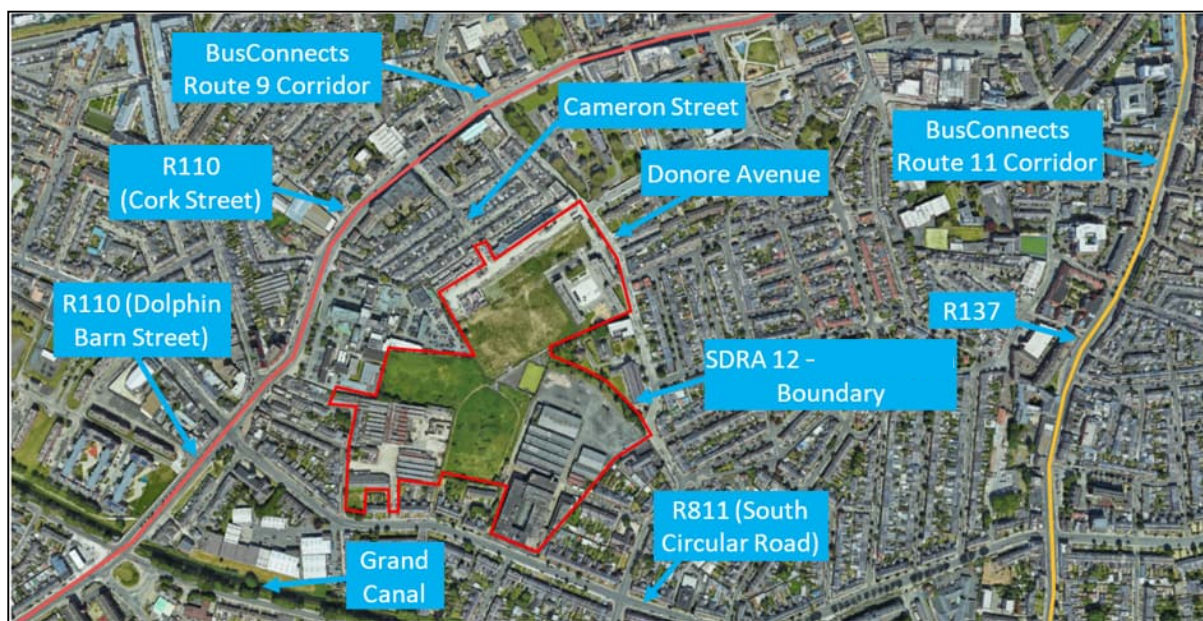 BusConnects
Route 9 Corridor
Cameron Street
BusConnects
Route 11 Corridor
R110
(Cork Street)
Donore Avenue
R110 (Dolphin
Barn Street)
R137
SDRA 12 –
Boundary
R811 (South
Circular Road)
Grand
Canal